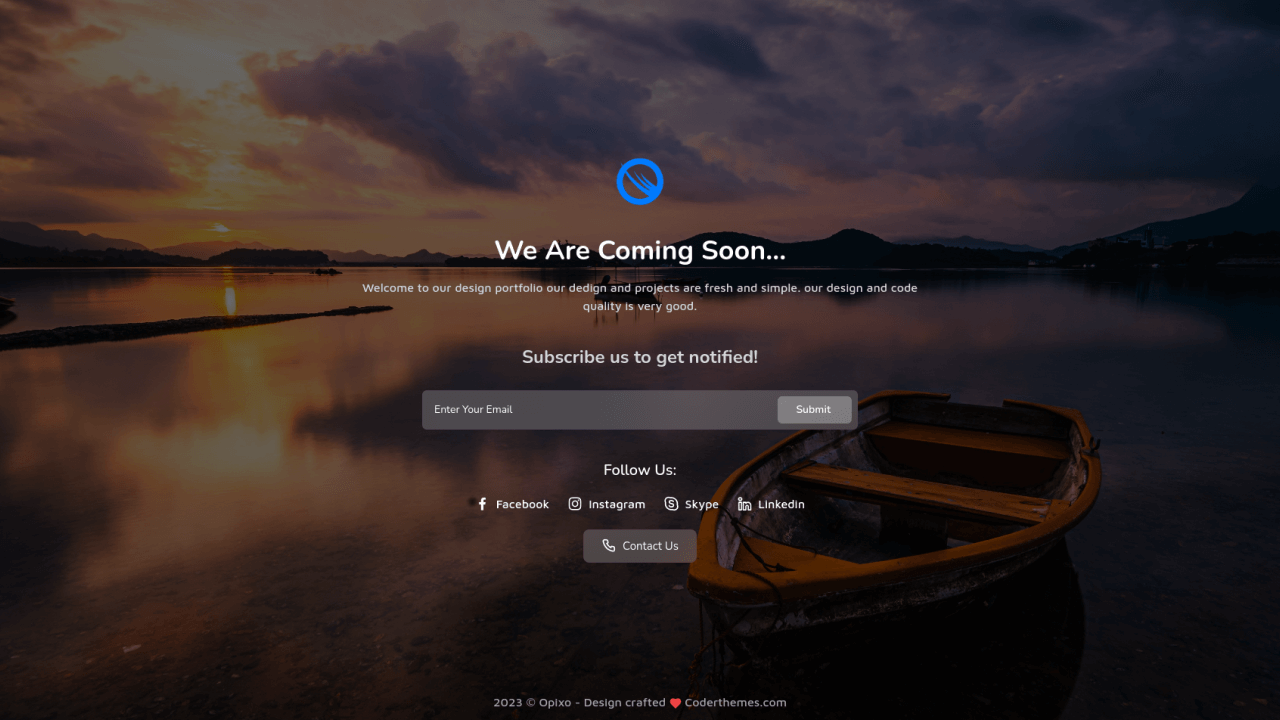 We Are Coming Soon...
Welcome to our design portfolio our dedign and projects are fresh and simple. our design and code
quality is very good.
Subscribe us to get notified!
Enter Your Email
Submit
Follow Us:
Facebook Instagram Skype Linkedin
Contact Us
2023 © Opixo - Design crafted ❤ Coderthemes.com